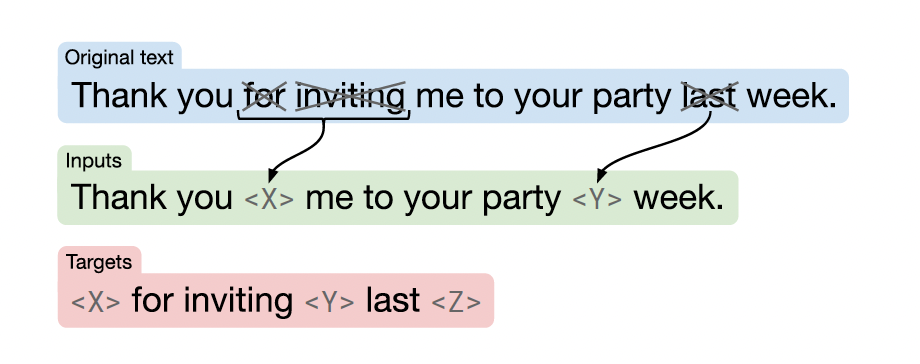 Original text
Thank you for inviting me to your party last week.
Inputs
Thank you <X> me to your party <Y> week.
Targets
<X> for inviting <Y> last <Z>